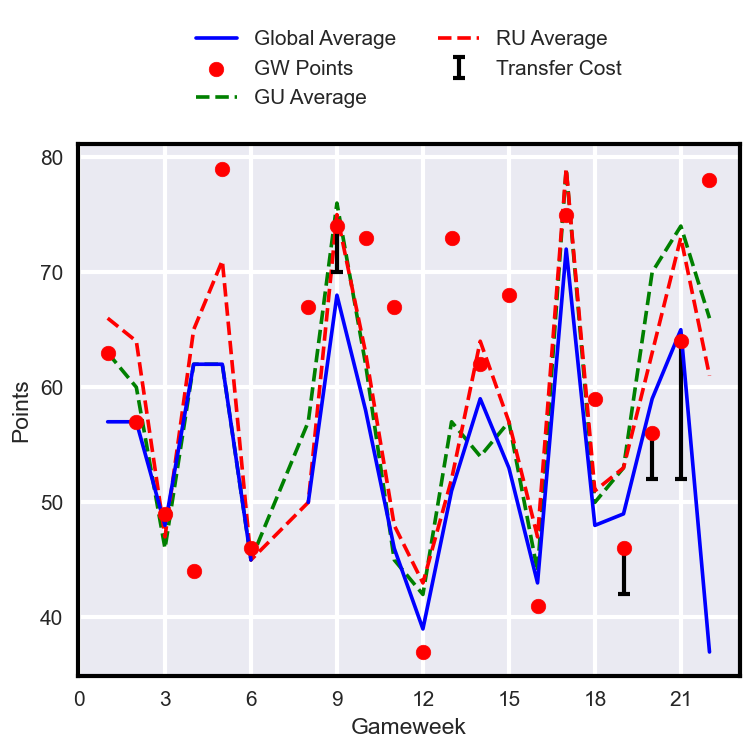 Global Average
GW Points
GU Average
RU Average
Transfer Cost
80
70
60
50
40
Points
0 3 6 9 12 15 18 21
Gameweek